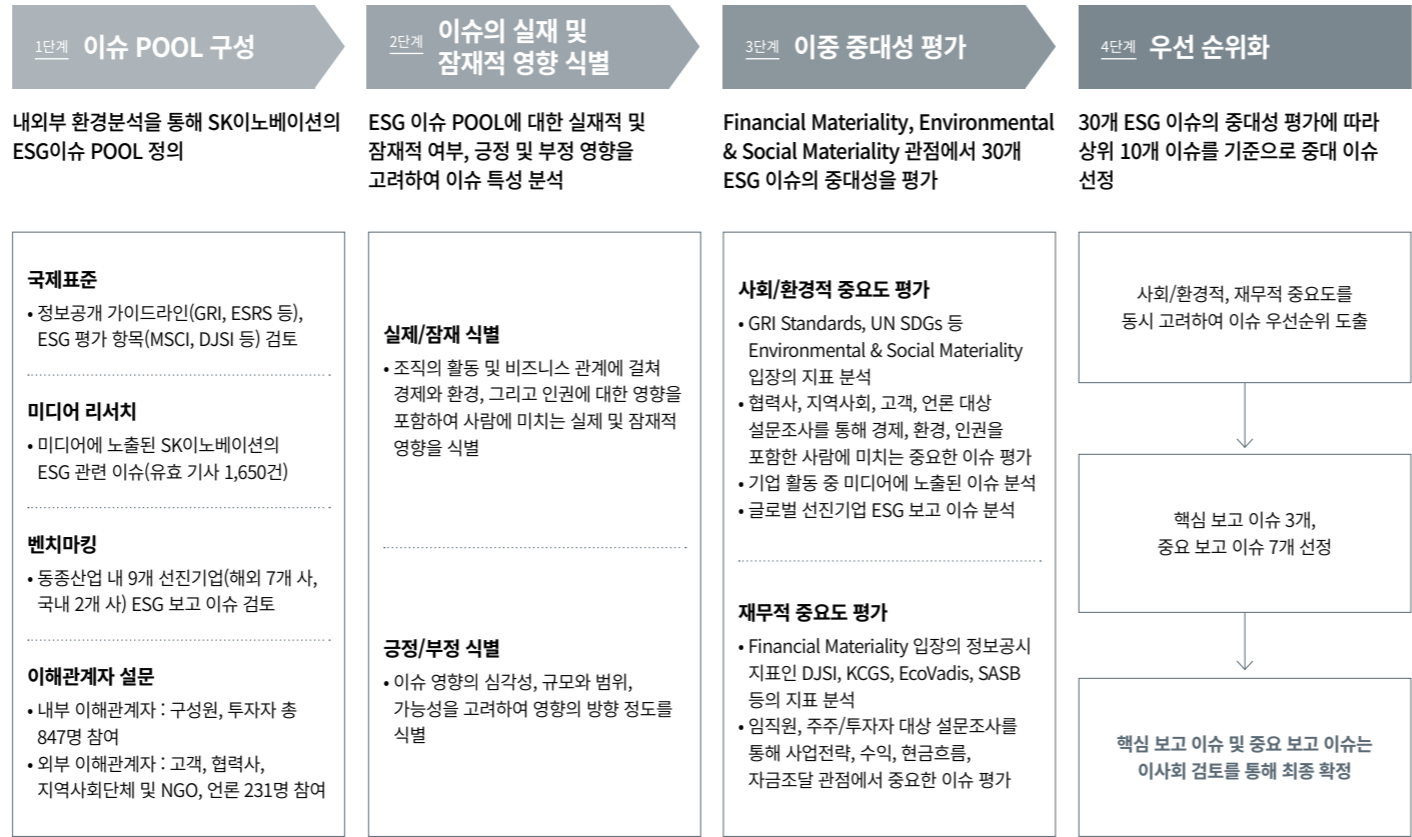 1단계 이슈 POOL 구성
내외부 환경분석을 통해 SK이노베이션의
ESG이슈 POOL 정의
국제표준
• 정보공개 가이드라인(GRI, ESRS 등),
ESG 평가 항목(MSCI, DJSI 등) 검토
미디어 리서치
• 미디어에 노출된 SK이노베이션의
ESG 관련 이슈(유효 기사 1,650건)
벤치마킹
• 동종산업 내 9개 선진기업(해외 7개 사,
국내 2개 사) ESG 보고 이슈 검토
이해관계자 설문
• 내부 이해관계자 : 구성원, 투자자 총
847명 참여
• 외부 이해관계자 : 고객, 협력사,
지역사회단체 및 NGO, 언론 231명 참여
2단계 이슈의 실재 및
잠재적 영향 식별
ESG 이슈 POOL에 대한 실재적 및
잠재적 여부, 긍정 및 부정 영향을
고려하여 이슈 특성 분석
실제/잠재 식별
• 조직의 활동 및 비즈니스 관계에 걸쳐
경제와 환경, 그리고 인권에 대한 영향을
포함하여 사람에 미치는 실제 및 잠재적
영향을 식별
긍정/부정 식별
• 이슈 영향의 심각성, 규모와 범위,
가능성을 고려하여 영향의 방향 정도를
식별
3단계 이중 중대성 평가
Financial Materiality, Environmental
& Social Materiality 관점에서 30개
ESG 이슈의 중대성을 평가
사회/환경적 중요도 평가
• GRI Standards, UN SDGs 등
Environmental & Social Materiality
입장의 지표 분석
• 협력사, 지역사회, 고객, 언론 대상
설문조사를 통해 경제, 환경, 인권을
포함한 사람에 미치는 중요한 이슈 평가
• 기업 활동 중 미디어에 노출된 이슈 분석
• 글로벌 선진기업 ESG 보고 이슈 분석
재무적 중요도 평가
• Financial Materiality 입장의 정보공시
지표인 DJSI, KCGS, EcoVadis, SASB
등의 지표 분석
• 임직원, 주주/투자자 대상 설문조사를
통해 사업전략, 수익, 현금흐름,
자금조달 관점에서 중요한 이슈 평가
4단계 우선 순위화
30개 ESG 이슈의 중대성 평가에 따라
상위 10개 이슈를 기준으로 중대 이슈
선정
사회/환경적, 재무적 중요도를
동시 고려하여 이슈 우선순위 도출
핵심 보고 이슈 3개,
중요 보고 이슈 7개 선정
핵심 보고 이슈 및 중요 보고 이슈는
이사회 검토를 통해 최종 확정